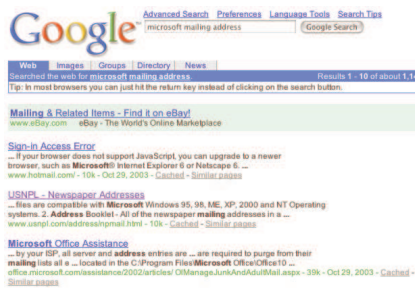 Google™
Advanced Search Preferences Language Tools Search Tips
microsoft mailing address Google Search
Web Images Groups Directory News
Searched the web for microsoft mailing address. Results 1 - 10 of about 1,1
Tip: In most browsers you can just hit the return key instead of clicking on the search button.
Mailing & Related Items - Find it on eBay!
www.eBay.com eBay - The World's Online Marketplace
Sign-in Access Error
... If your browser does not support JavaScript, you can upgrade to a newer
browser, such as Microsoft® Internet Explorer 6 or Netscape 6. ...
www.hotmail.com/ - 10k - Oct 29, 2003 - Cached - Similar pages
USNPL - Newspaper Addresses
... files are compatible with Microsoft Windows 95, 98, ME, XP, 2000 and NT Operating
systems. 2. Address Booklet - All of the newspaper mailing addresses in a ...
www.usnpl.com/address/npmail.html - 10k - Cached - Similar pages
Microsoft Office Assistance
... by your ISP, all server and address entries are ... are required to purge from their
mailing lists all e ... located in the C:\Program Files\Microsoft Office\Office10 ...
office.microsoft.com/assistance/2002/articles/ OlManageJunkAndAdultMail.aspx - 39k - Oct 29, 2003 - Cached -
Similar pages